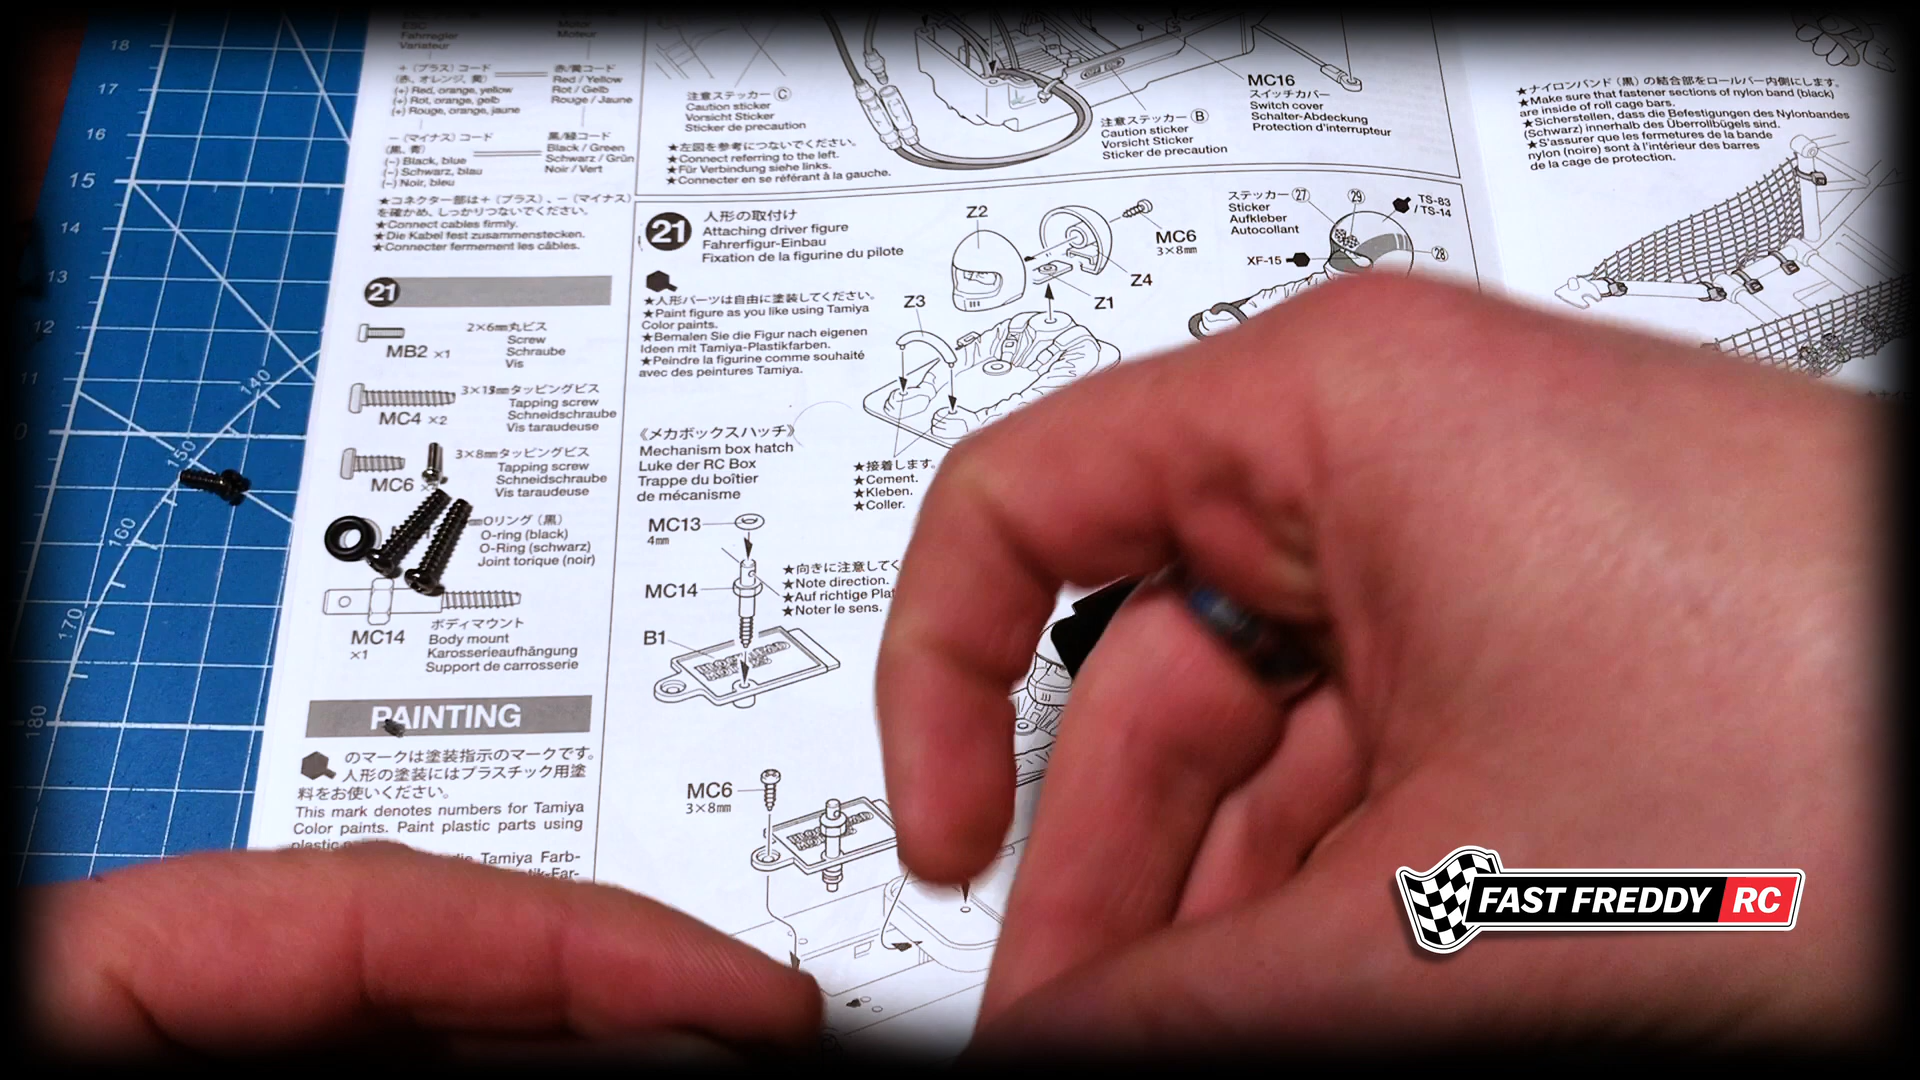 18
17
16
15
14
13
12
11
140
150
160
170
180
ESC
Fahrregler
Variateur
Motor
Moteur
+（プラス）コード
(赤、オレンジ、黄)
(+) Red, orange, yellow
(+) Rot, orange, gelb
(+) Rouge, orange, jaune
赤/黄コード
Red / Yellow
Rot / Gelb
Rouge / Jaune
−（マイナス）コード
(黒、青)
(−) Black, blue
(−) Schwarz, blau
(−) Noir, bleu
黒/緑コード
Black / Green
Schwarz / Grün
Noir / Vert
★コネクター部は＋（プラス）、−（マイナス）
を確かめ、しっかりつないでください。
★Connect cables firmly.
★Die Kabel fest zusammenstecken.
★Connecter fermement les câbles.
21
MB2 ×1
2×6㎜丸ビス
Screw
Schraube
Vis
MC4 ×2
3×15㎜タッピングビス
Tapping screw
Schneidschraube
Vis taraudeuse
MC6
3×8㎜タッピングビス
Tapping screw
Schneidschraube
Vis taraudeuse
Oリング（黒）
O-ring (black)
O-Ring (schwarz)
Joint torique (noir)
MC14
×1
ボディマウント
Body mount
Karosserieaufhängung
Support de carrosserie
PAINTING
のマークは塗装指示のマークです。
人形の塗装にはプラスチック用塗
料をお使いください。
This mark denotes numbers for Tamiya
Color paints. Paint plastic parts using
die Tamiya Farb-
注意ステッカー Ⓒ
Caution sticker
Vorsicht Sticker
Sticker de precaution
★左図を参考につないでください。
★Connect referring to the left.
★Für Verbindung siehe links.
★Connecter en se référant à la gauche.
注意ステッカー Ⓑ
Caution sticker
Vorsicht Sticker
Sticker de precaution
MC16
スイッチカバー
Switch cover
Schalter-Abdeckung
Protection d'interrupteur
21
人形の取付け
Attaching driver figure
Fahrerfigur-Einbau
Fixation de la figurine du pilote
★人形パーツは自由に塗装してください。
★Paint figure as you like using Tamiya
Color paints.
★Bemalen Sie die Figur nach eigenen
Ideen mit Tamiya-Plastikfarben.
★Peindre la figurine comme souhaité
avec des peintures Tamiya.
Z2
MC6
3×8㎜
Z4
Z1
Z3
ステッカー ㉗
Sticker
Aufkleber
Autocollant
㉙
TS-83
/ TS-14
XF-15
㉘
★接着します。
★Cement.
★Kleben.
★Coller.
《メカボックスハッチ》
Mechanism box hatch
Luke der RC Box
Trappe du boîtier
de mécanisme
MC13
4㎜
MC14
B1
★向きに注意してく
★Note direction.
★Auf richtige Pla
★Noter le sens.
MC6
3×8㎜
★ナイロンバンド（黒）の結合部をロールバー内側にします。
★Make sure that fastener sections of nylon band (black)
are inside of roll cage bars.
★Sicherstellen, dass die Befestigungen des Nylonbandes
(Schwarz) innerhalb des Überrollbügels sind.
★S'assurer que les fermetures de la bande
nylon (noire) sont à l'intérieur des barres
de la cage de protection.
FAST FREDDY RC